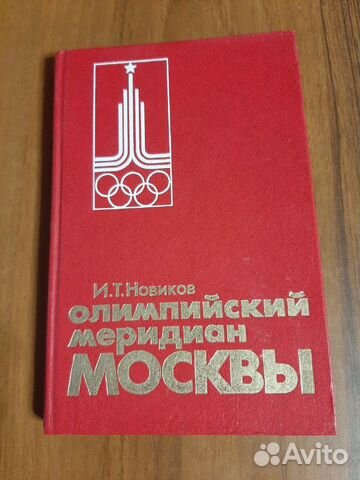 И.Т.Новиков
олимпийский
меридиан
МОСКВЫ
Avito